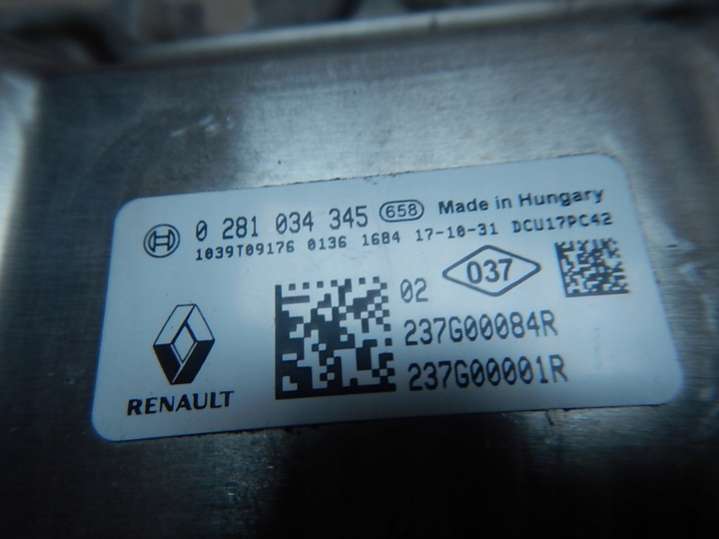 0 281 034 345 658 Made in Hungary
1039T09176 0136 1684 17-10-31 DCU17PC42
02 037
237G00084R
237G00001R
RENAULT